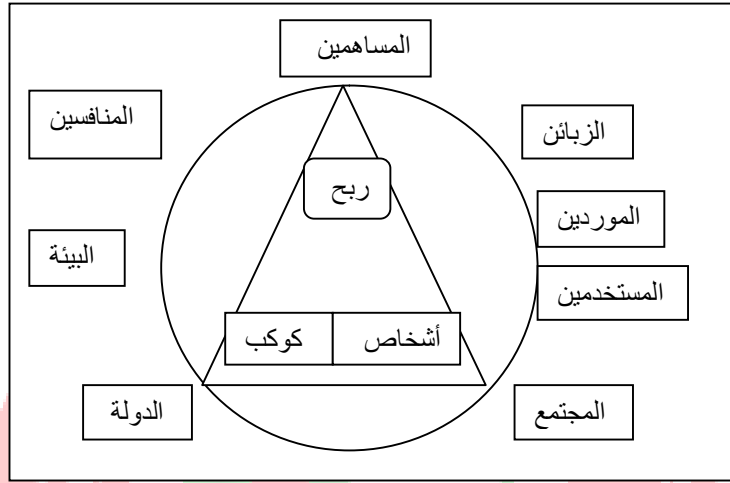 المساهمين
الزبائن
المنافسين
ربح
الموردين
البيئة
المستخدمين
أشخاص
كوكب
المجتمع
الدولة